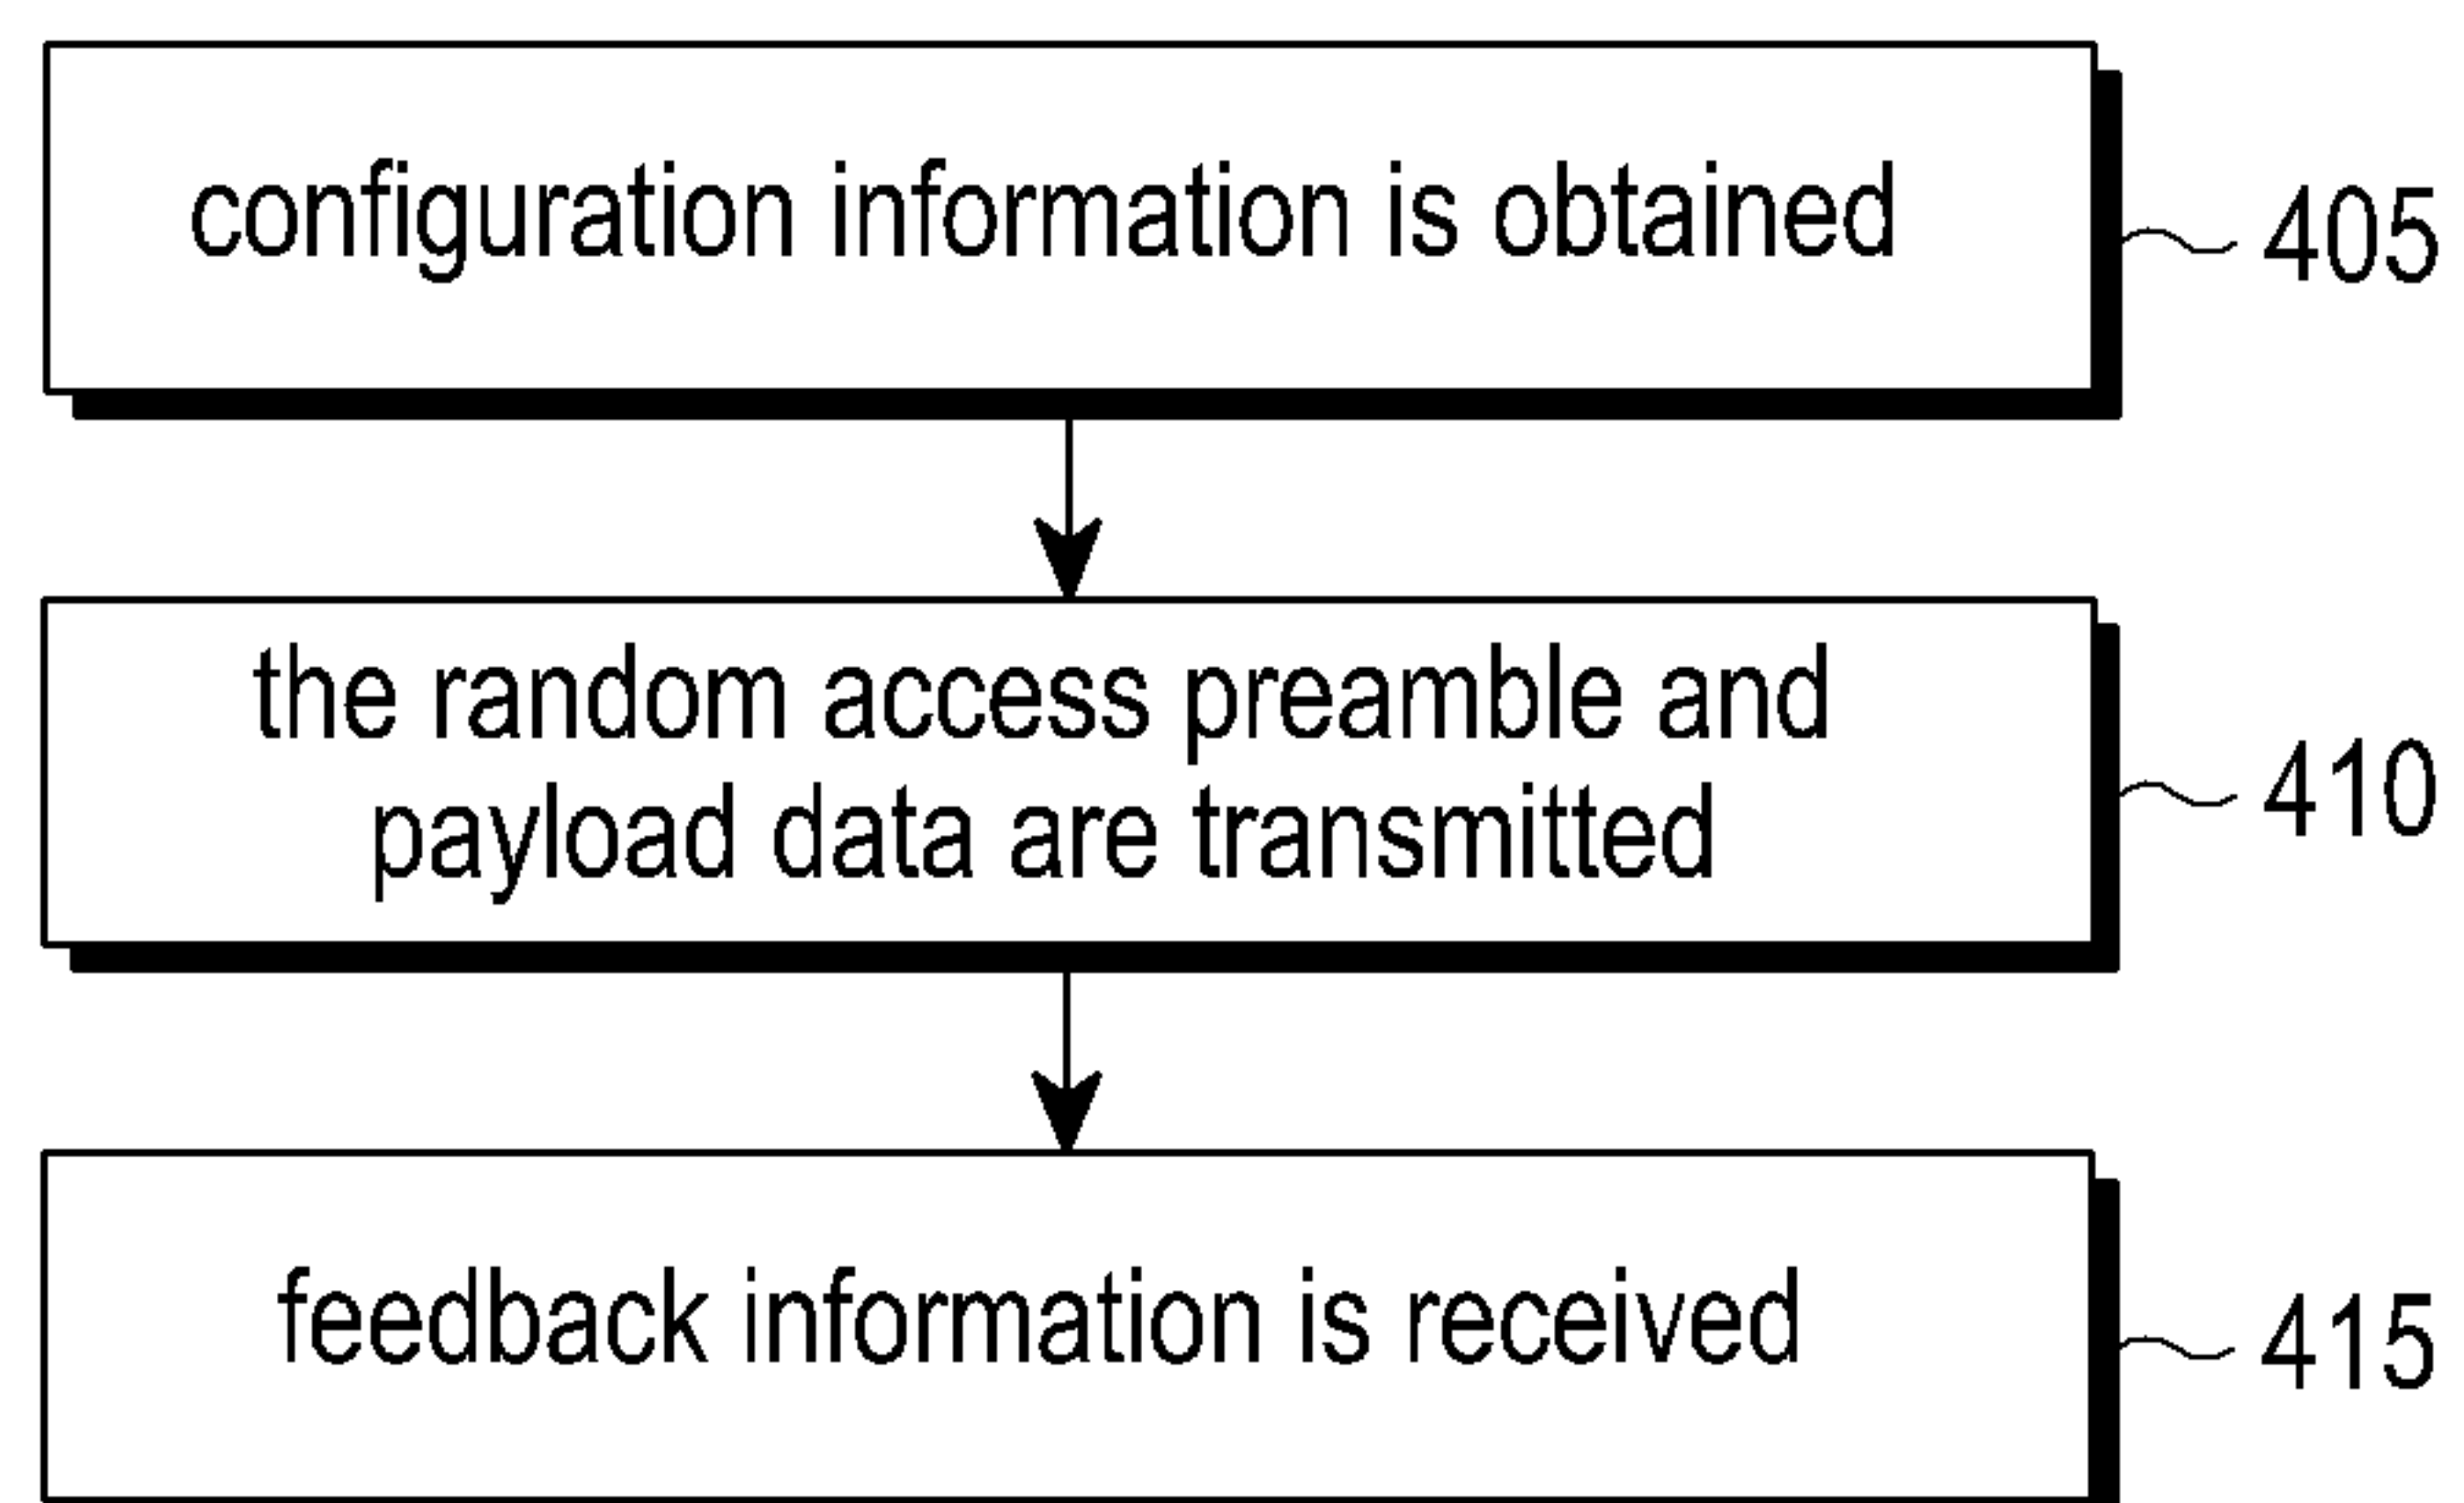 configuration information is obtained
405
the random access preamble and
payload data are transmitted
410
feedback information is received
415